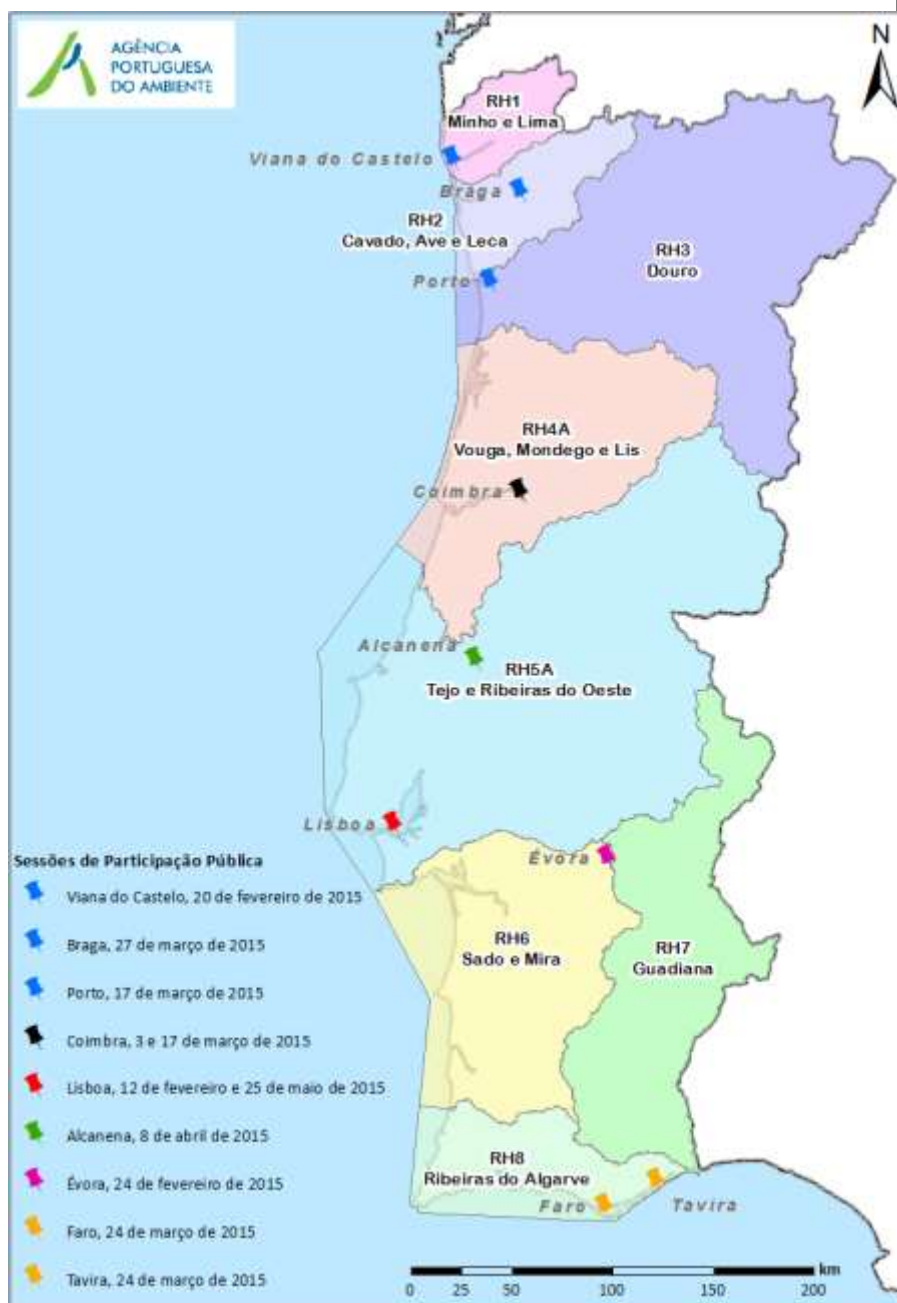 AGÊNCIA
PORTUGUESA
DO AMBIENTE
N
RH1
Minho e Lima
Viana do Castelo
Braga
RH2
Cavado, Ave e Leca
RH3
Douro
Porto
RH4A
Vouga, Mondego e Lis
Coimbra
Alcanena
RH5A
Tejo e Ribeiras do Oeste
Lisboa
Évora
RH6
Sado e Mira
RH7
Guadiana
RH8
Ribeiras do Algarve
Faro
Tavira
Sessões de Participação Pública
Viana do Castelo, 20 de fevereiro de 2015
Braga, 27 de março de 2015
Porto, 17 de março de 2015
Coimbra, 3 e 17 de março de 2015
Lisboa, 12 de fevereiro e 25 de maio de 2015
Alcanena, 8 de abril de 2015
Évora, 24 de fevereiro de 2015
Faro, 24 de março de 2015
Tavira, 24 de março de 2015
km
0 25 50 100 150 200